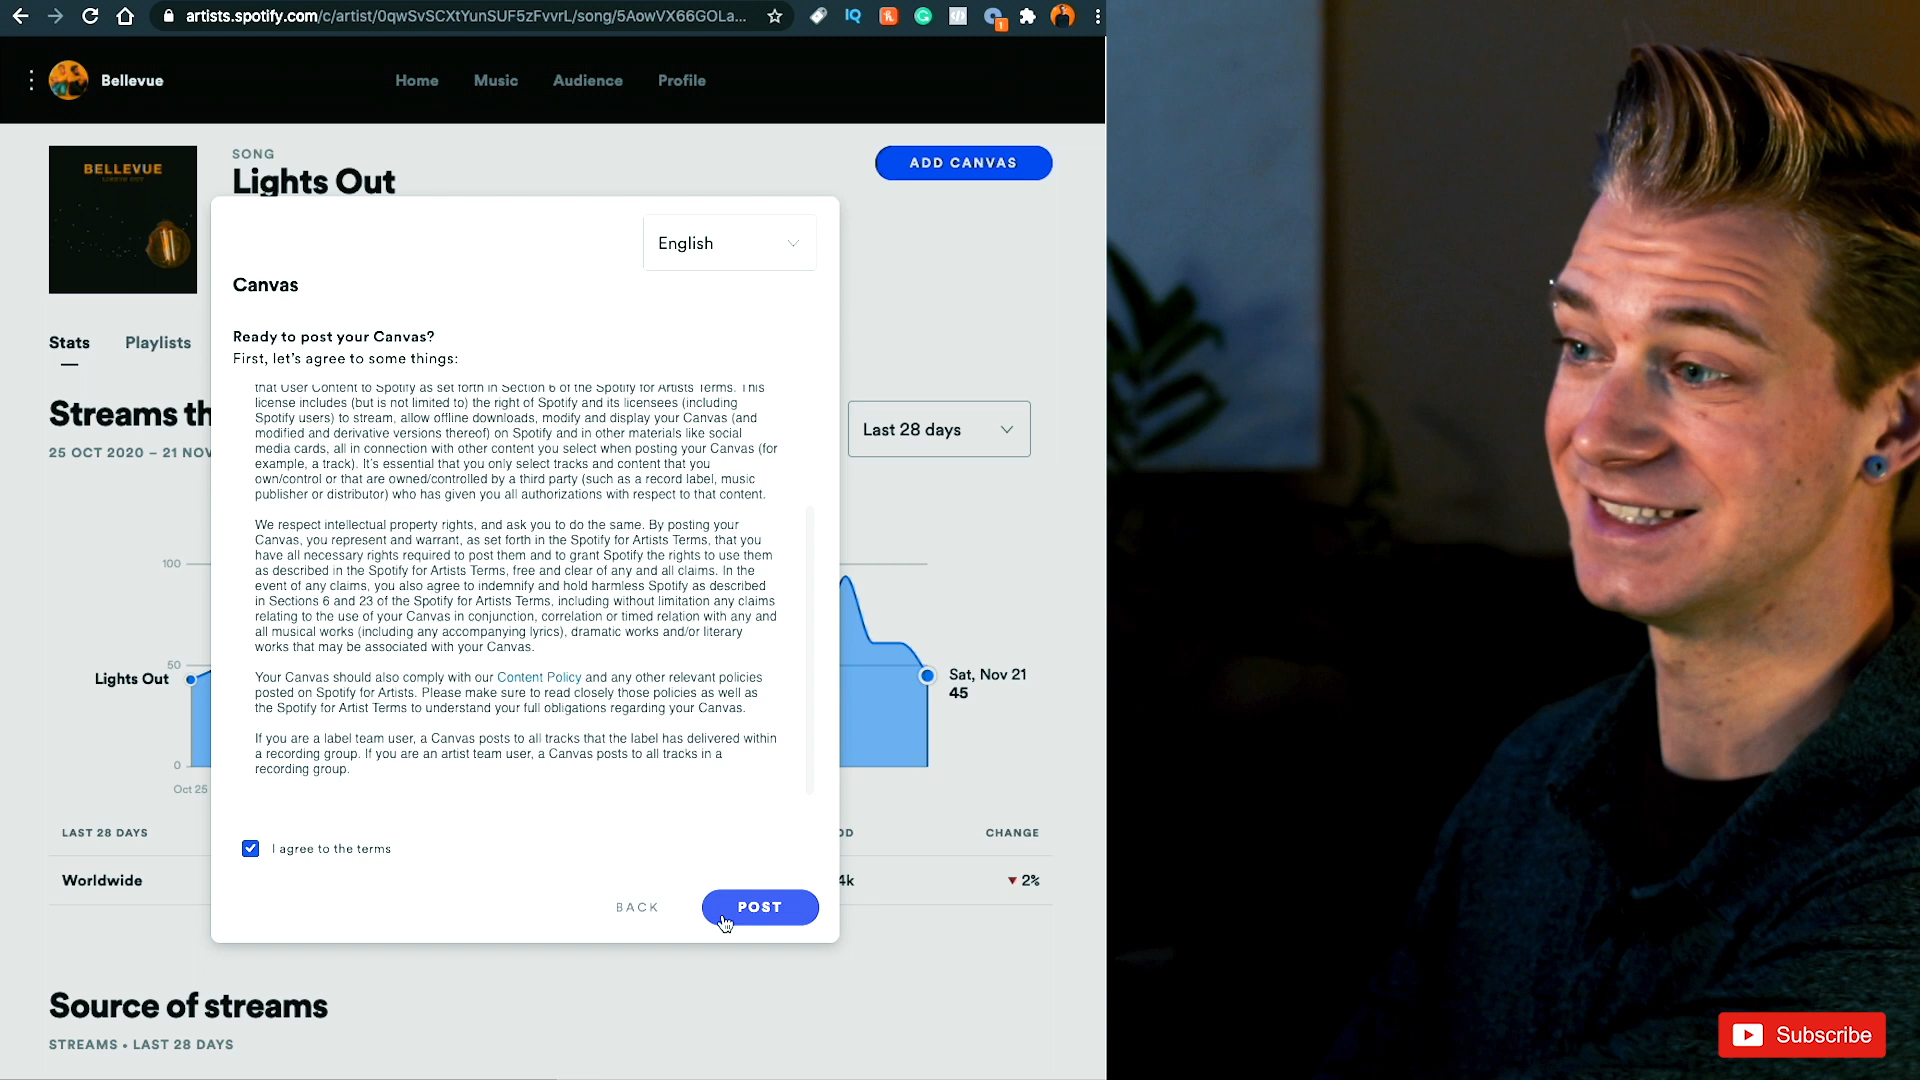 artists.spotify.com/c/artist/0qwSvSCXtYunSUF5zFvvrL/song/5AowVX66GOLa...
IQ
1
Bellevue
Home
Music
Audience
Profile
BELLEVUE
LIGHTS OUT
SONG
Lights Out
ADD CANVAS
English
Canvas
Ready to post your Canvas?
First, let's agree to some things:
that User Content to Spotify as set forth in Section 6 of the Spotify for Artists Terms. This
license includes (but is not limited to) the right of Spotify and its licensees (including
Spotify users) to stream, allow offline downloads, modify and display your Canvas (and
modified and derivative versions thereof) on Spotify and in other materials like social
media cards, all in connection with other content you select when posting your Canvas (for
example, a track). It's essential that you only select tracks and content that you
own/control or that are owned/controlled by a third party (such as a record label, music
publisher or distributor) who has given you all authorizations with respect to that content.
We respect intellectual property rights, and ask you to do the same. By posting your
Canvas, you represent and warrant, as set forth in the Spotify for Artists Terms, that you
have all necessary rights required to post them and to grant Spotify the rights to use them
as described in the Spotify for Artists Terms, free and clear of any and all claims. In the
event of any claims, you also agree to indemnify and hold harmless Spotify as described
in Sections 6 and 23 of the Spotify for Artists Terms, including without limitation any claims
relating to the use of your Canvas in conjunction, correlation or timed relation with any and
all musical works (including any accompanying lyrics), dramatic works and/or literary
works that may be associated with your Canvas.
Your Canvas should also comply with our Content Policy and any other relevant policies
posted on Spotify for Artists. Please make sure to read closely those policies as well as
the Spotify for Artist Terms to understand your full obligations regarding your Canvas.
If you are a label team user, a Canvas posts to all tracks that the label has delivered within
a recording group. If you are an artist team user, a Canvas posts to all tracks in a
recording group.
I agree to the terms
BACK
POST
Stats
Playlists
Streams th
25 OCT 2020 – 21 NOV
Last 28 days
100
50
0
Lights Out
Oct 25
Sat, Nov 21
45
LAST 28 DAYS
OD
CHANGE
Worldwide
4k
2%
Source of streams
STREAMS • LAST 28 DAYS
Subscribe